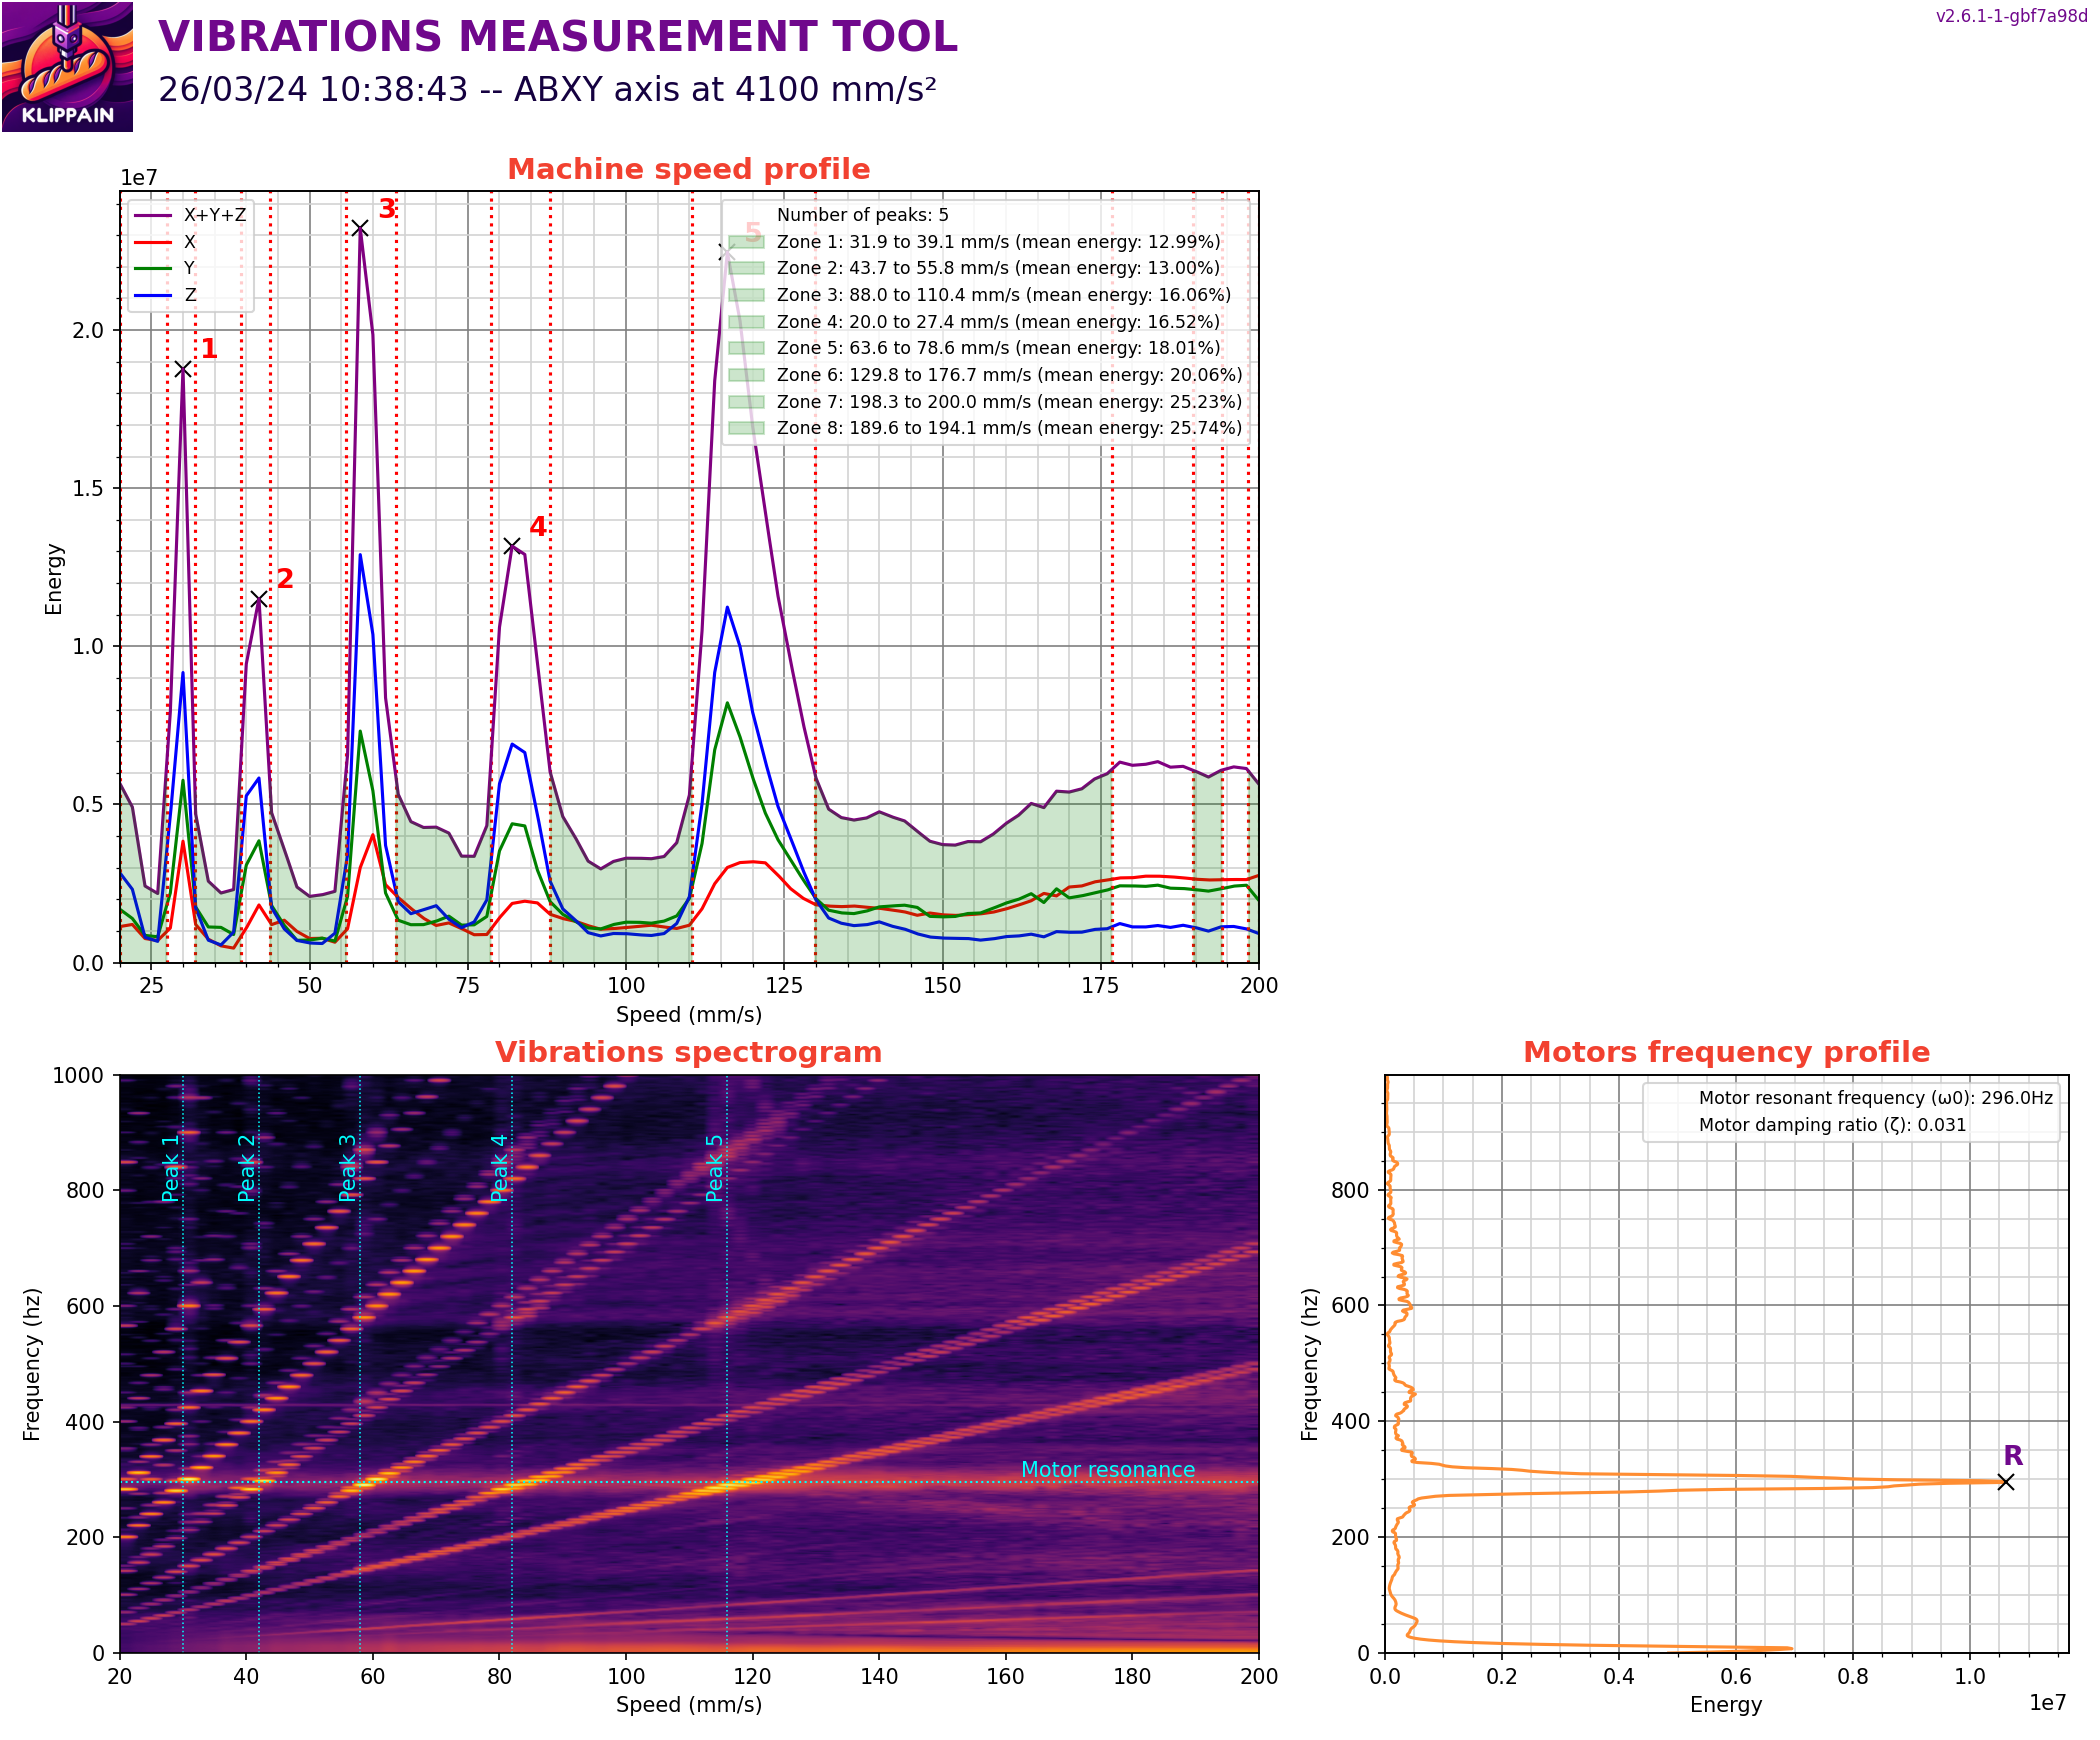 VIBRATIONS MEASUREMENT TOOL
v2.6.1-1-gbf7a98d
26/03/24 10:38:43 -- ABXY axis at 4100 mm/s²
KLIPPAIN
Machine speed profile
1e7
X+Y+Z
X
Y
Z
Number of peaks: 5
Zone 1: 31.9 to 39.1 mm/s (mean energy: 12.99%)
Zone 2: 43.7 to 55.8 mm/s (mean energy: 13.00%)
Zone 3: 88.0 to 110.4 mm/s (mean energy: 16.06%)
Zone 4: 20.0 to 27.4 mm/s (mean energy: 16.52%)
Zone 5: 63.6 to 78.6 mm/s (mean energy: 18.01%)
Zone 6: 129.8 to 176.7 mm/s (mean energy: 20.06%)
Zone 7: 198.3 to 200.0 mm/s (mean energy: 25.23%)
Zone 8: 189.6 to 194.1 mm/s (mean energy: 25.74%)
1
2
3
4
5
2.0
1.5
1.0
0.5
0.0
Energy
25 50 75 100 125 150 175 200
Speed (mm/s)
Vibrations spectrogram
1000
800
600
400
200
0
Frequency (hz)
Peak 1
Peak 2
Peak 3
Peak 4
Peak 5
Motor resonance
20 40 60 80 100 120 140 160 180 200
Speed (mm/s)
Motors frequency profile
Motor resonant frequency (ω0): 296.0Hz
Motor damping ratio (ζ): 0.031
R
800
600
400
200
0
Frequency (hz)
0.0 0.2 0.4 0.6 0.8 1.0
Energy
1e7